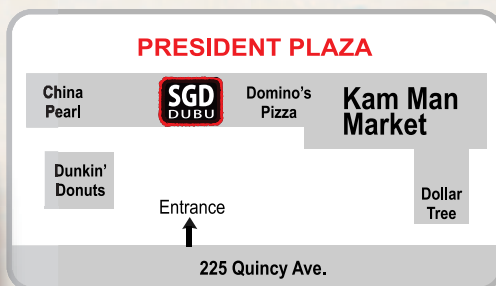 PRESIDENT PLAZA
China
Pearl
SGD
DUBU
Domino's
Pizza
Kam Man
Market
Dunkin'
Donuts
Dollar
Tree
Entrance
225 Quincy Ave.